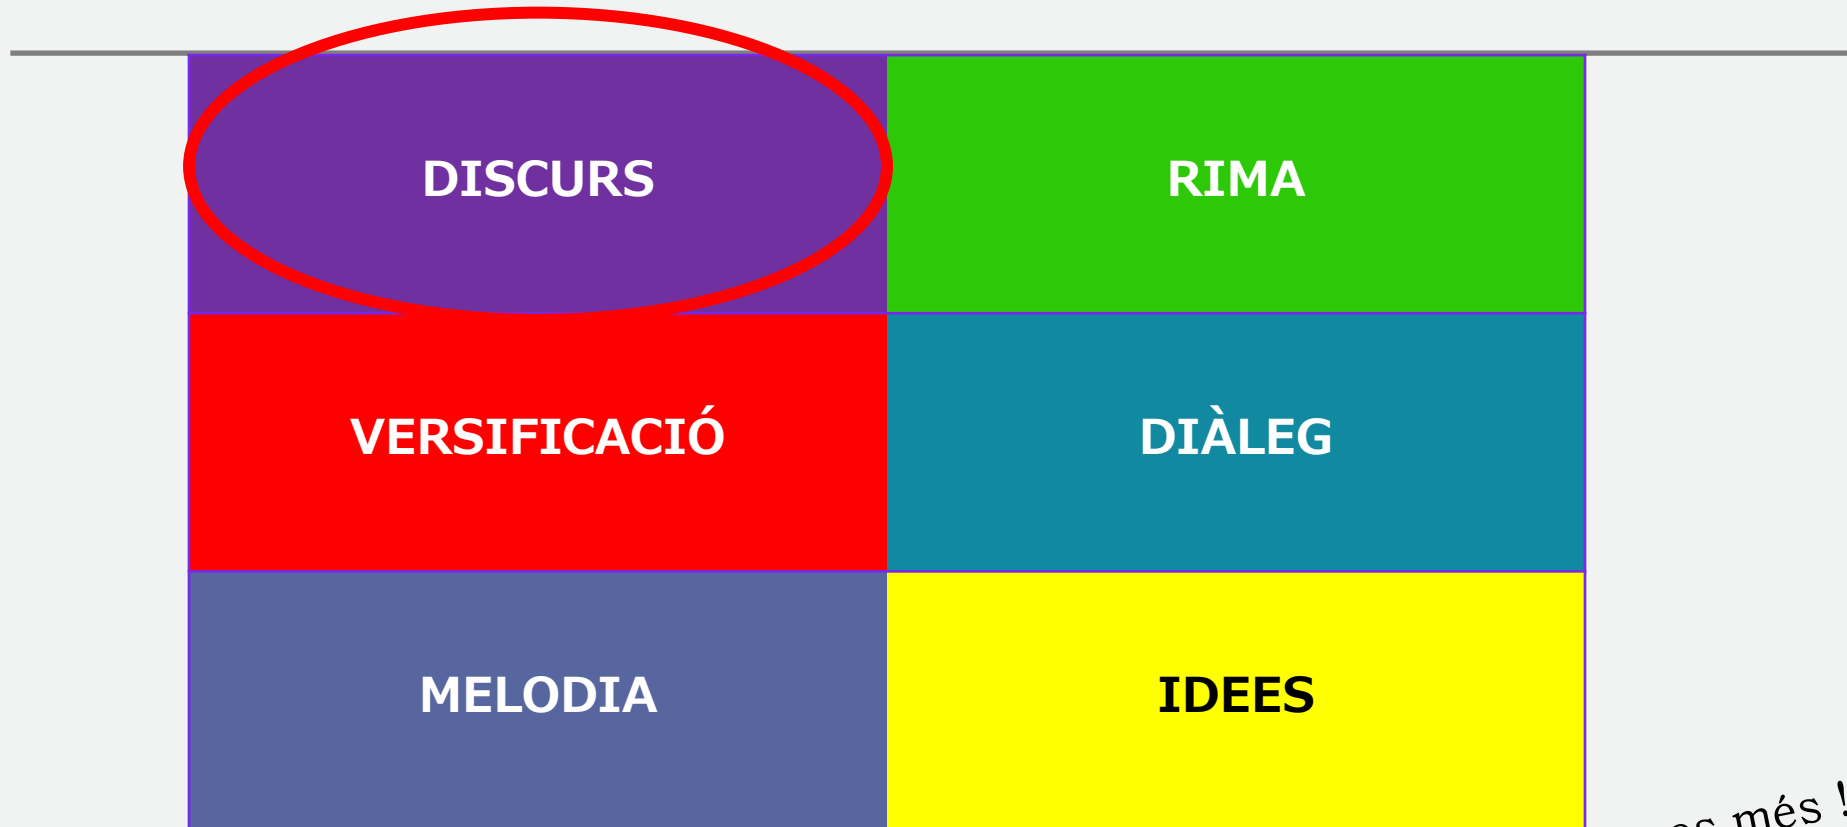 DISCURS
RIMA
VERSIFICACIÓ
DIÀLEG
MELODIA
IDEES
més !